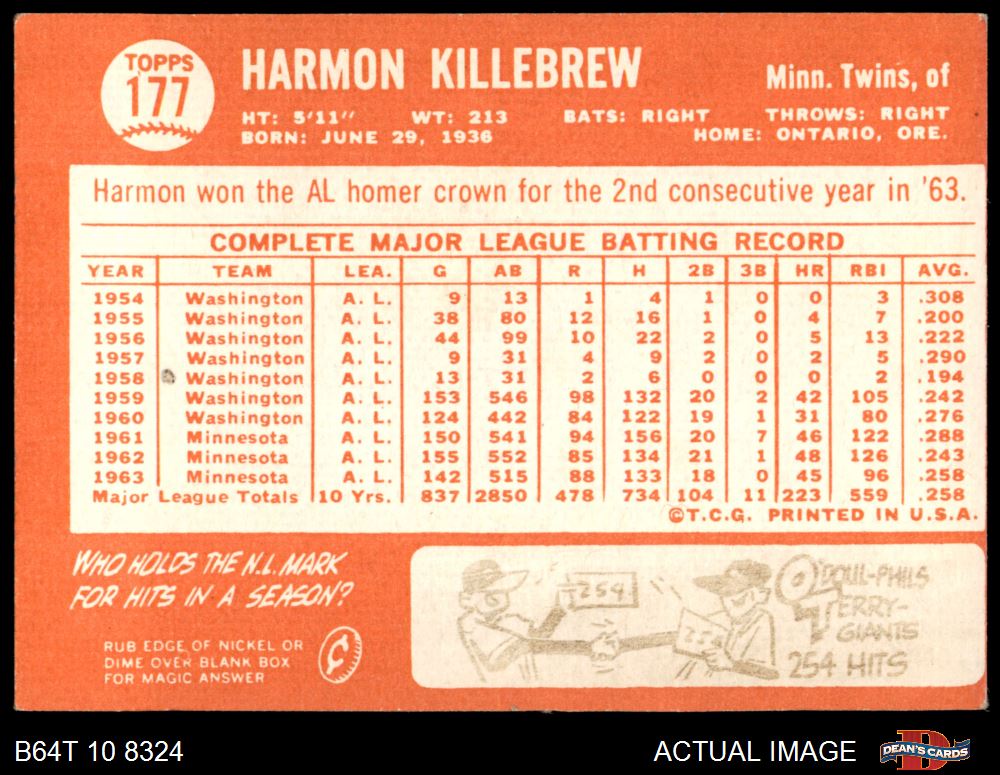 TOPPS
177
HARMON KILLEBREW
Minn. Twins, of
HT: 5'11" WT: 213 BATS: RIGHT THROWS: RIGHT
BORN: JUNE 29, 1936 HOME: ONTARIO, ORE.
Harmon won the AL homer crown for the 2nd consecutive year in '63.
COMPLETE MAJOR LEAGUE BATTING RECORD
YEAR TEAM LEA. G AB R H 2B 3B HR RBI AVG.
1954 Washington A. L. 9 13 1 4 1 0 0 3 .308
1955 Washington A. L. 38 80 12 16 1 0 4 7 .200
1956 Washington A. L. 44 99 10 22 2 0 5 13 .222
1957 Washington A. L. 9 31 4 9 2 0 2 5 .290
1958 Washington A. L. 13 31 2 6 0 0 0 2 .194
1959 Washington A. L. 153 546 98 132 20 2 42 105 .242
1960 Washington A. L. 124 442 84 122 19 1 31 80 .276
1961 Minnesota A. L. 150 541 94 156 20 7 46 122 .288
1962 Minnesota A. L. 155 552 85 134 21 1 48 126 .243
1963 Minnesota A. L. 142 515 88 133 18 0 45 96 .258
Major League Totals 10 Yrs. 837 2850 478 734 104 11 223 559 .258
©T.C.G. PRINTED IN U.S.A.
WHO HOLDS THE N.L. MARK
FOR HITS IN A SEASON?
RUB EDGE OF NICKEL OR
DIME OVER BLANK BOX
FOR MAGIC ANSWER
¢
254
254
O'DOUL-PHILS
TERRY-
GIANTS
254 HITS
B64T 10 8324
ACTUAL IMAGE
D
DEAN'S CARDS